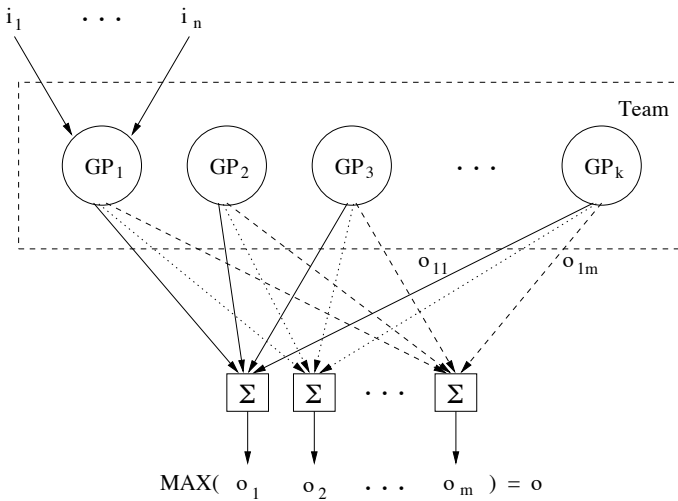 i₁ · · · iₙ
Team
GP₁ GP₂ GP₃ · · · GPₖ
o₁₁ o₁ₘ
Σ Σ · · · Σ
MAX( o₁ o₂ · · · oₘ ) = o